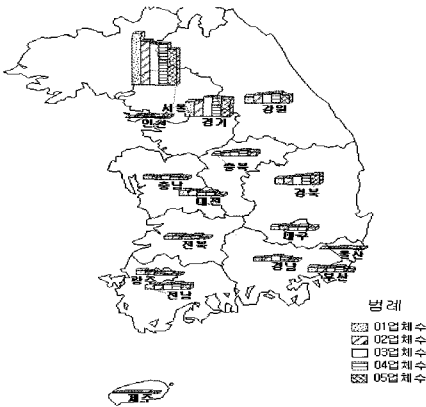 서울
인천
경기
강원
충북
충남
대전
경북
전북
대구
울산
경남
부산
광주
전남
제주
범례
01업체수
02업체수
03업체수
04업체수
05업체수